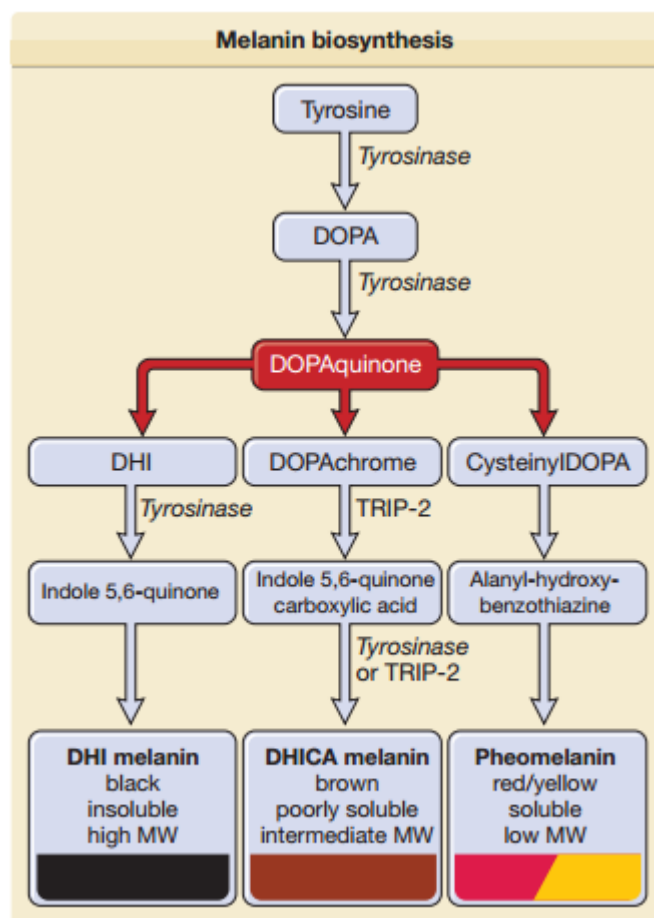 Melanin biosynthesis
Tyrosine
Tyrosinase
DOPA
Tyrosinase
DOPAquinone
DHI
DOPAchrome
CysteinylDOPA
Tyrosinase
TRIP-2
Indole 5,6-quinone
Indole 5,6-quinone
carboxylic acid
Alanyl-hydroxy-
benzothiazine
Tyrosinase
or TRIP-2
DHI melanin
black
insoluble
high MW
DHICA melanin
brown
poorly soluble
intermediate MW
Pheomelanin
red/yellow
soluble
low MW